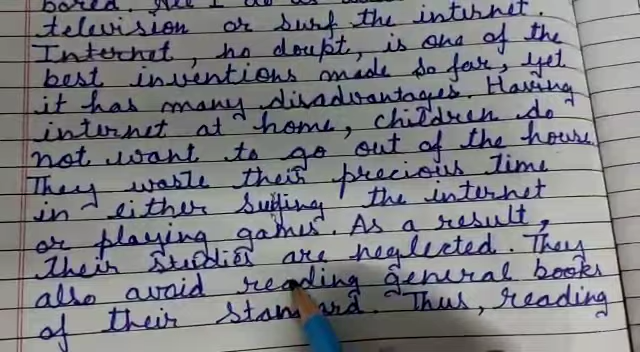 television or surf the internet.
Internet, no doubt, is one of the
best inventions made so far, yet
it has many disadvantages. Having
internet at home, children do
not want to go out of the house.
They waste their precious time
in either sufing the internet
or playing games. As a result,
their studies are neglected. They
also avoid reading general books
of their standard. Thus, reading